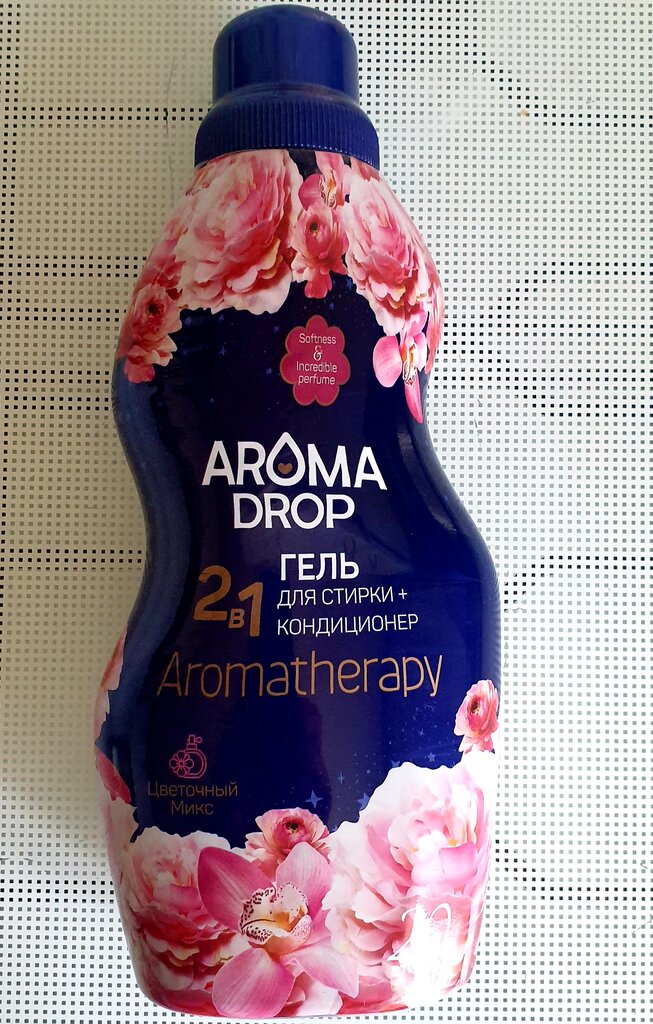 Softness
&
Incredible
perfume
AROMA
DROP
2в1
ГЕЛЬ
ДЛЯ СТИРКИ +
КОНДИЦИОНЕР
Aromatherapy
Цветочный
Микс